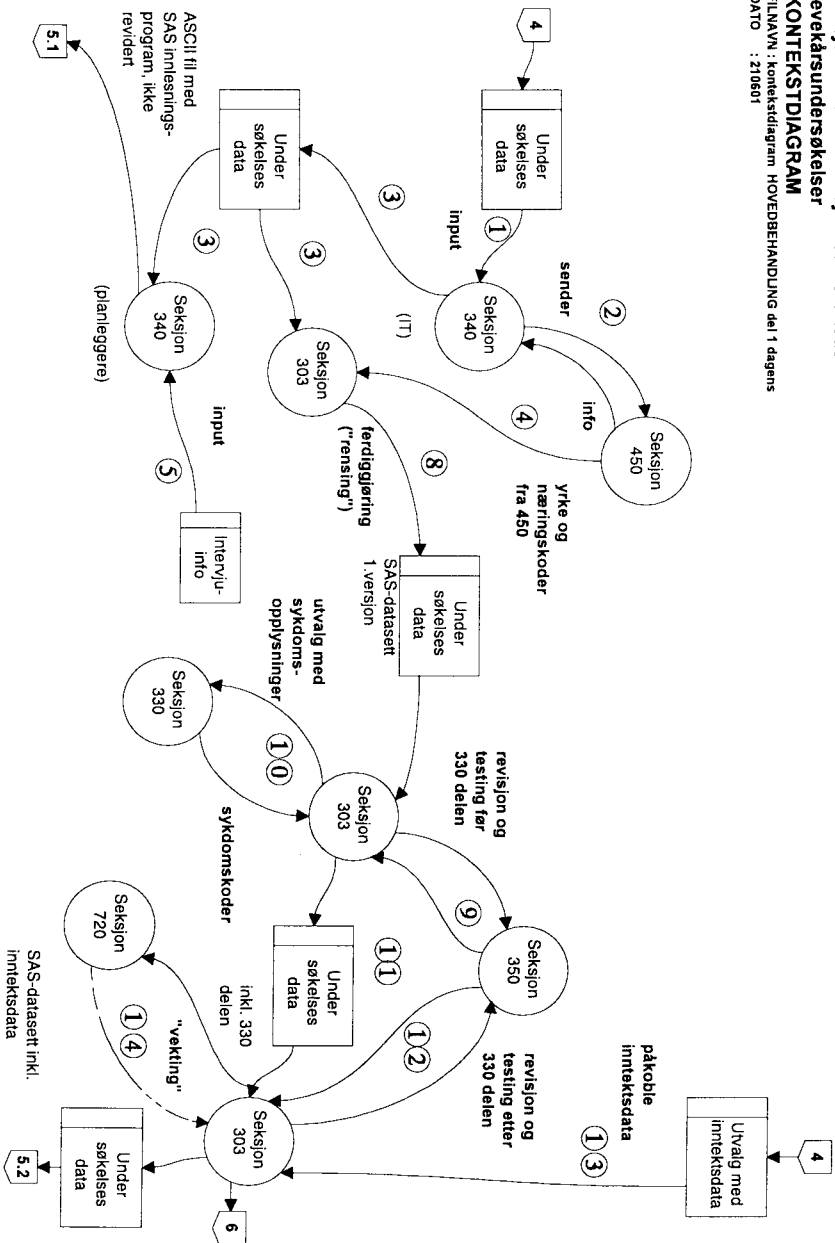 evekårsundersøkelser
KONTEKSTDIAGRAM
FILNAVN : kontekstdiagram HOVEDBEHANDLING del 1 dagens
DATO : 210601
4
Under
søkelses
data
1
input
Seksjon
340
(IT)
sender
2
info
Seksjon
450
3
4
yrke og
næringskoder
fra 450
Under
søkelses
data
3
3
ASCII fil med
SAS innlesnings-
program, ikke
revidert
5.1
Seksjon
340
(planleggere)
input
5
Intervju-
info
Seksjon
303
ferdiggjøring
("rensing")
8
Under
søkelses
data
SAS-datasett
1.versjon
utvalg med
sykdoms-
opplysninger
Seksjon
330
10
sykdomskoder
Seksjon
303
revisjon og
testing før
330 delen
9
Seksjon
350
11
Under
søkelses
data
inkl. 330
delen
12
revisjon og
testing etter
330 delen
Seksjon
720
"vekting"
14
Seksjon
303
påkoble
inntektsdata
13
4
Utvalg med
inntektsdata
SAS-datasett inkl.
inntektsdata
Under
søkelses
data
5.2
6